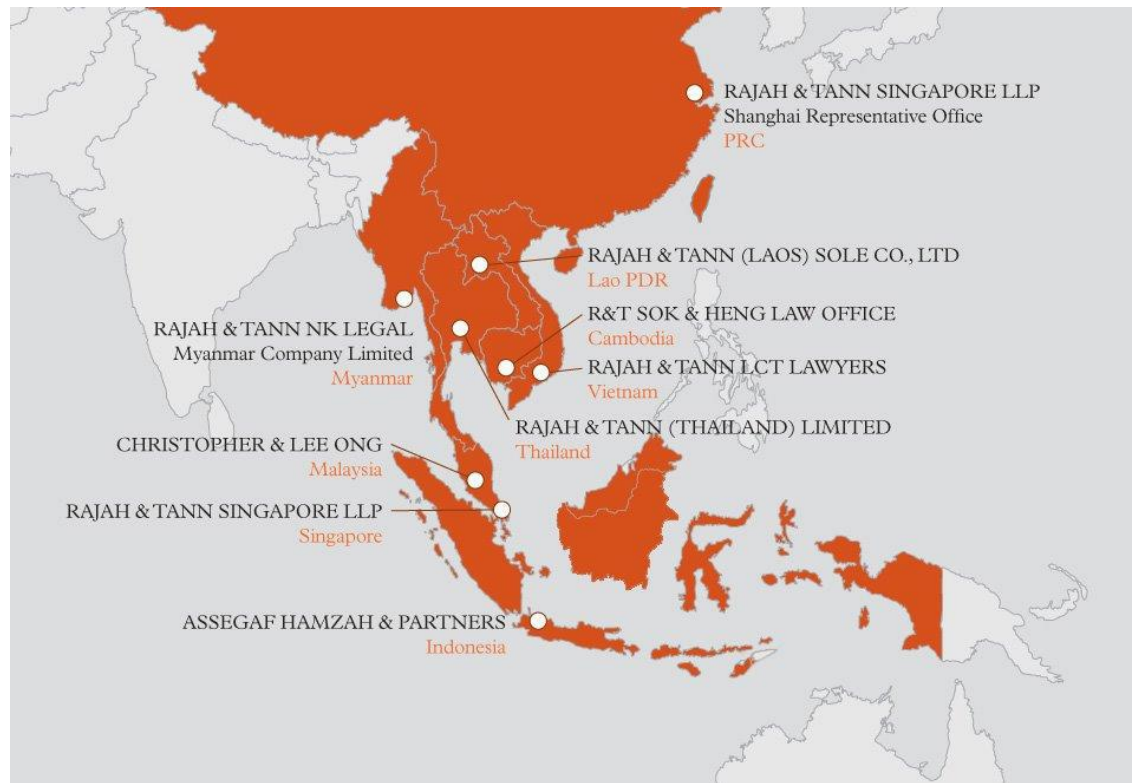 RAJAH & TANN SINGAPORE LLP
Shanghai Representative Office
PRC
RAJAH & TANN (LAOS) SOLE CO., LTD
Lao PDR
R&T SOK & HENG LAW OFFICE
Cambodia
RAJAH & TANN NK LEGAL
Myanmar Company Limited
Myanmar
RAJAH & TANN LCT LAWYERS
Vietnam
RAJAH & TANN (THAILAND) LIMITED
Thailand
CHRISTOPHER & LEE ONG
Malaysia
RAJAH & TANN SINGAPORE LLP
Singapore
ASSEGAF HAMZAH & PARTNERS
Indonesia